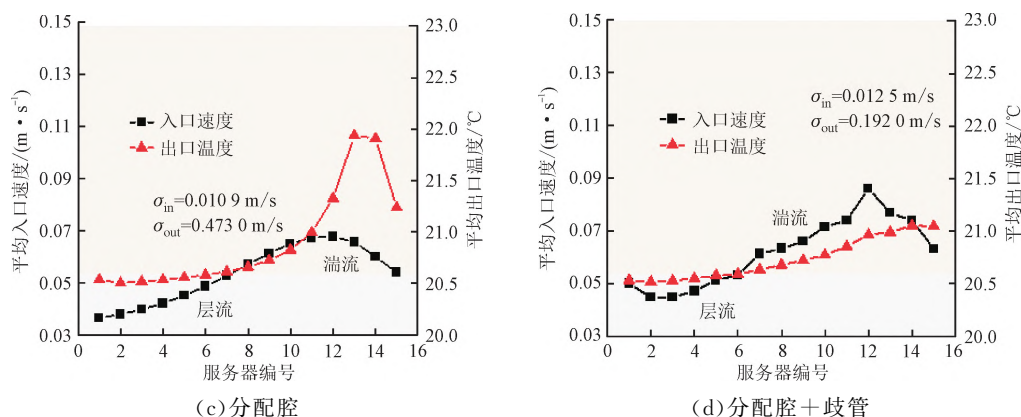 0.15
0.13
0.11
0.09
0.07
0.05
0.03
平均入口速度/(m·s⁻¹)
入口速度
出口温度
σin=0.010 9 m/s
σout=0.473 0 m/s
湍流
层流
23.0
22.5
22.0
21.5
21.0
20.5
20.0
平均出口温度/℃
0 2 4 6 8 10 12 14 16
服务器编号
(c)分配腔
0.15
0.13
0.11
0.09
0.07
0.05
0.03
平均入口速度/(m·s⁻¹)
σin=0.012 5 m/s
σout=0.192 0 m/s
入口速度
出口温度
湍流
层流
23.0
22.5
22.0
21.5
21.0
20.5
20.0
平均出口温度/℃
0 2 4 6 8 10 12 14 16
服务器编号
(d)分配腔+歧管